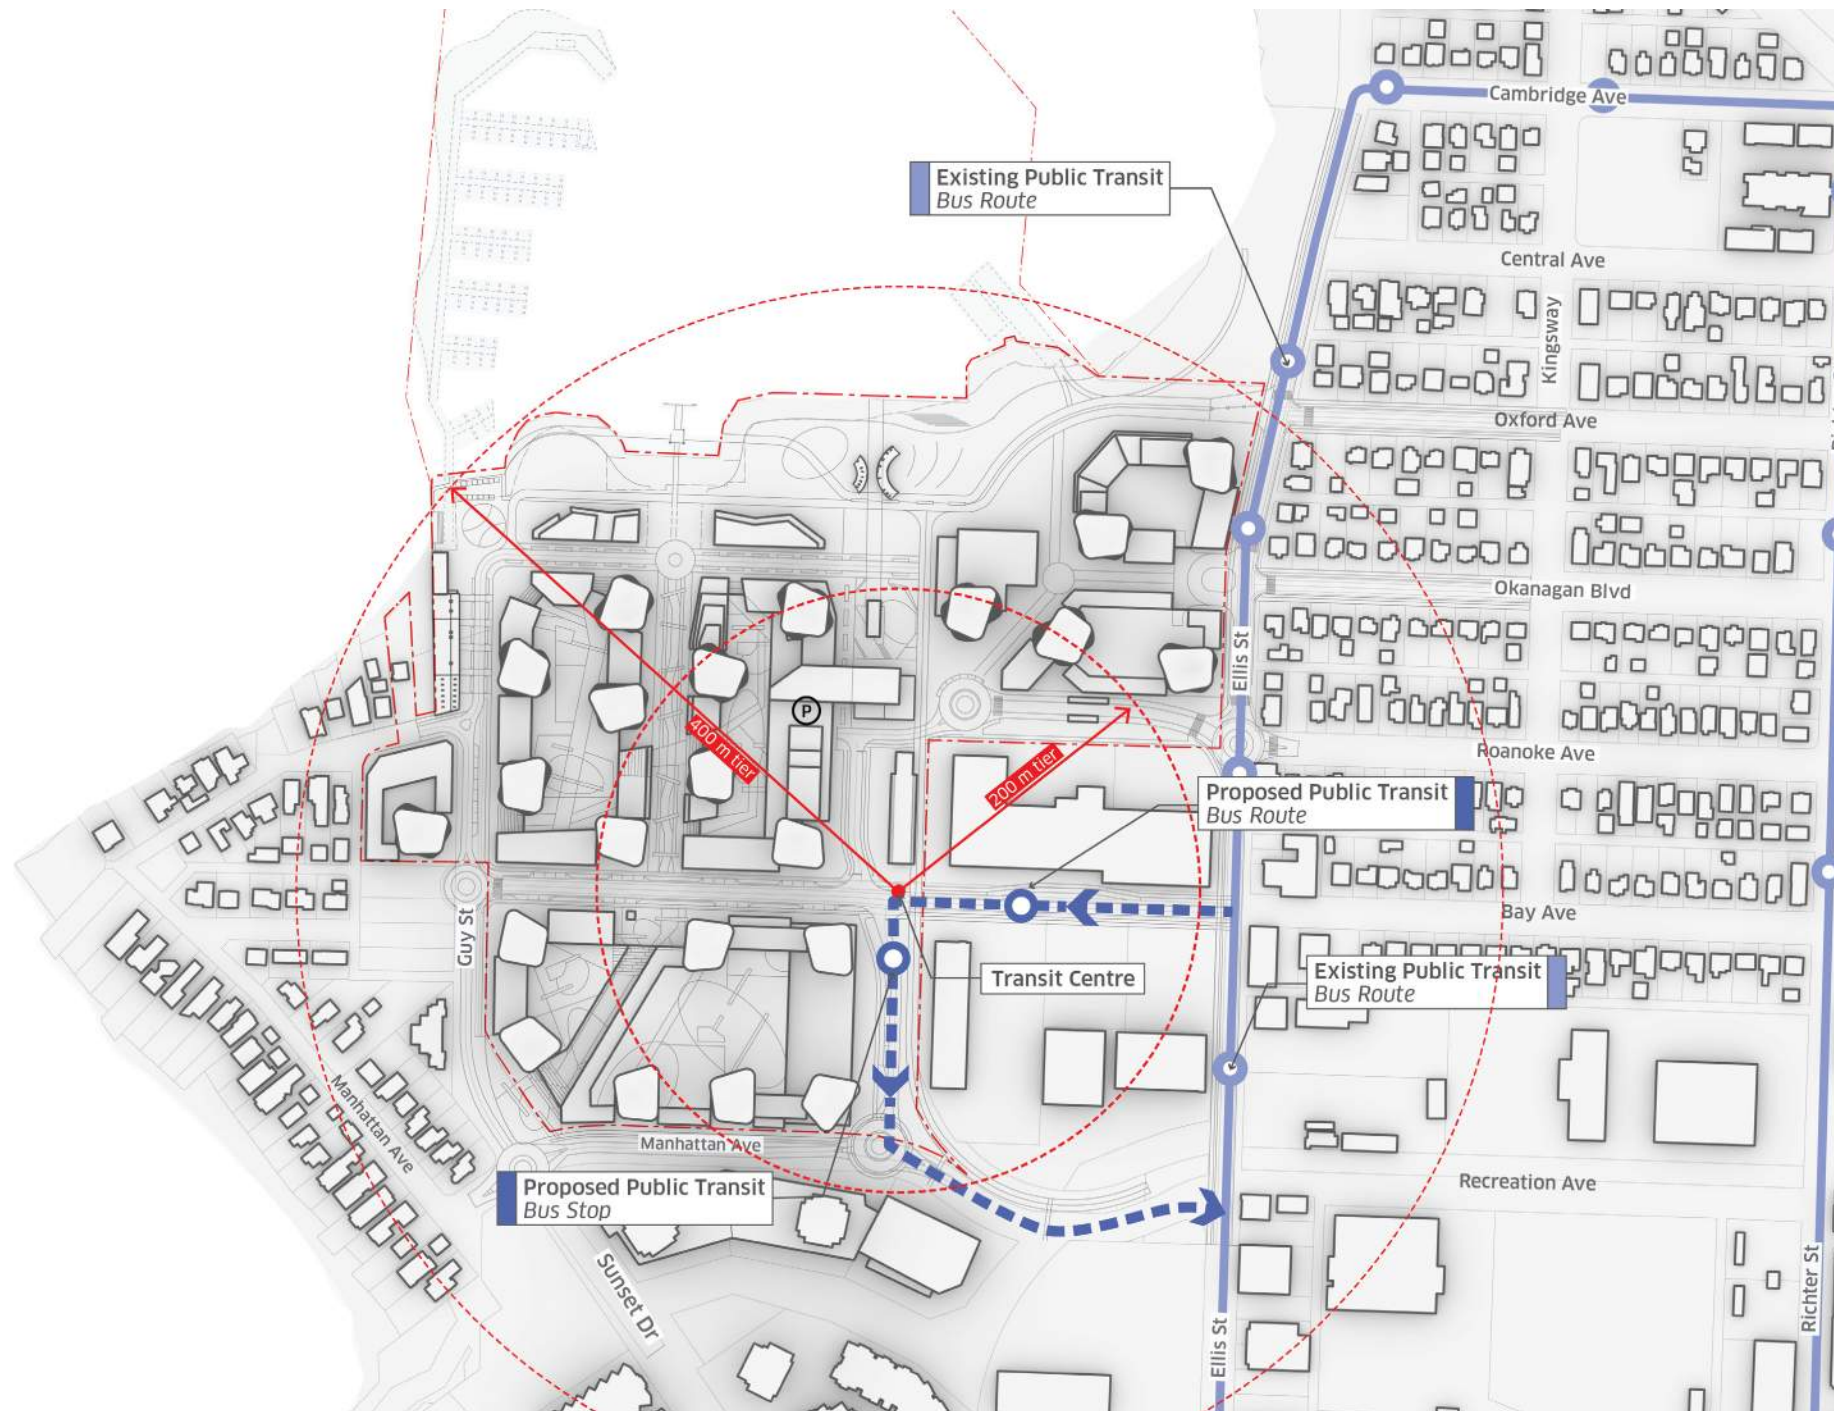 Cambridge Ave
Existing Public Transit
Bus Route
Central Ave
Kingsway
Oxford Ave
Okanagan Blvd
Ellis St
P
400 m tier
200 m tier
Roanoke Ave
Proposed Public Transit
Bus Route
Bay Ave
Guy St
Transit Centre
Existing Public Transit
Bus Route
Manhattan Ave
Manhattan Ave
Recreation Ave
Proposed Public Transit
Bus Stop
Sunset Dr
Ellis St
Richter St